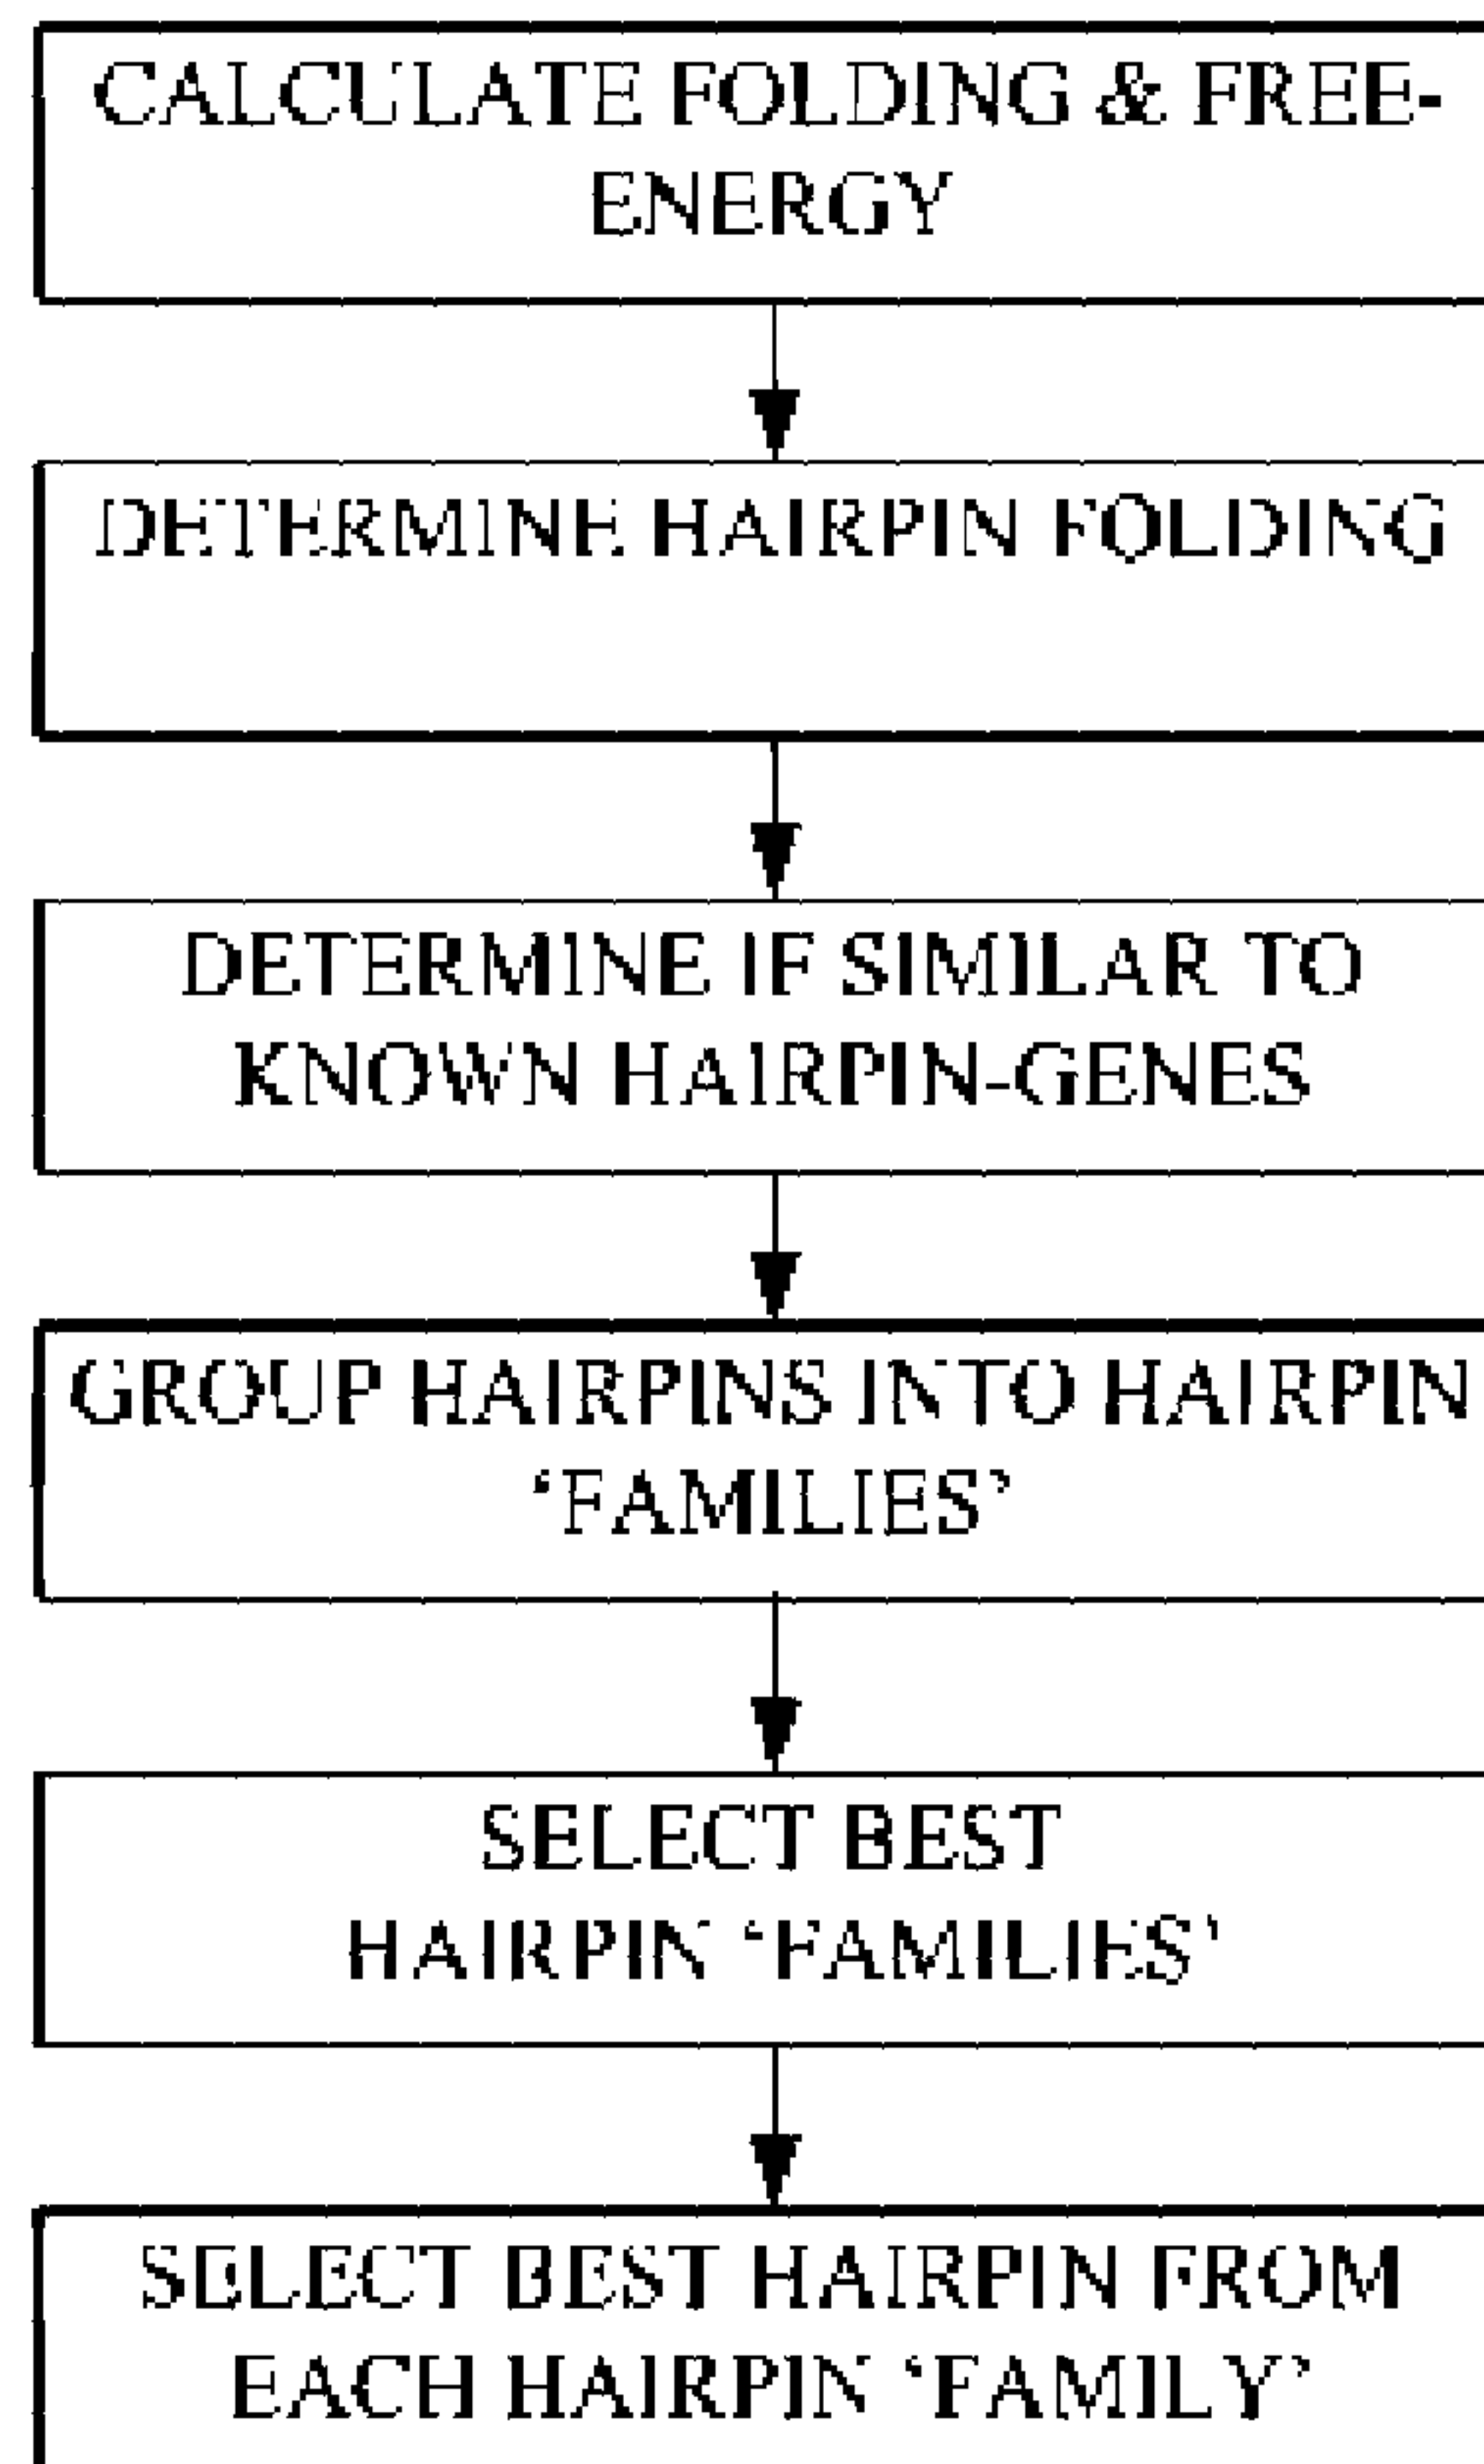 CALCULATE FOLDING & FREE-
ENERGY
DETERMINE HAIRPIN FOLDING
DETERMINE IF SIMILAR TO
KNOWN HAIRPIN-GENES
GROUP HAIRPINS INTO HAIRPIN
‘FAMILIES’
SELECT BEST
HAIRPIN ‘FAMILIES’
SELECT BEST HAIRPIN FROM
EACH HAIRPIN ‘FAMILY’